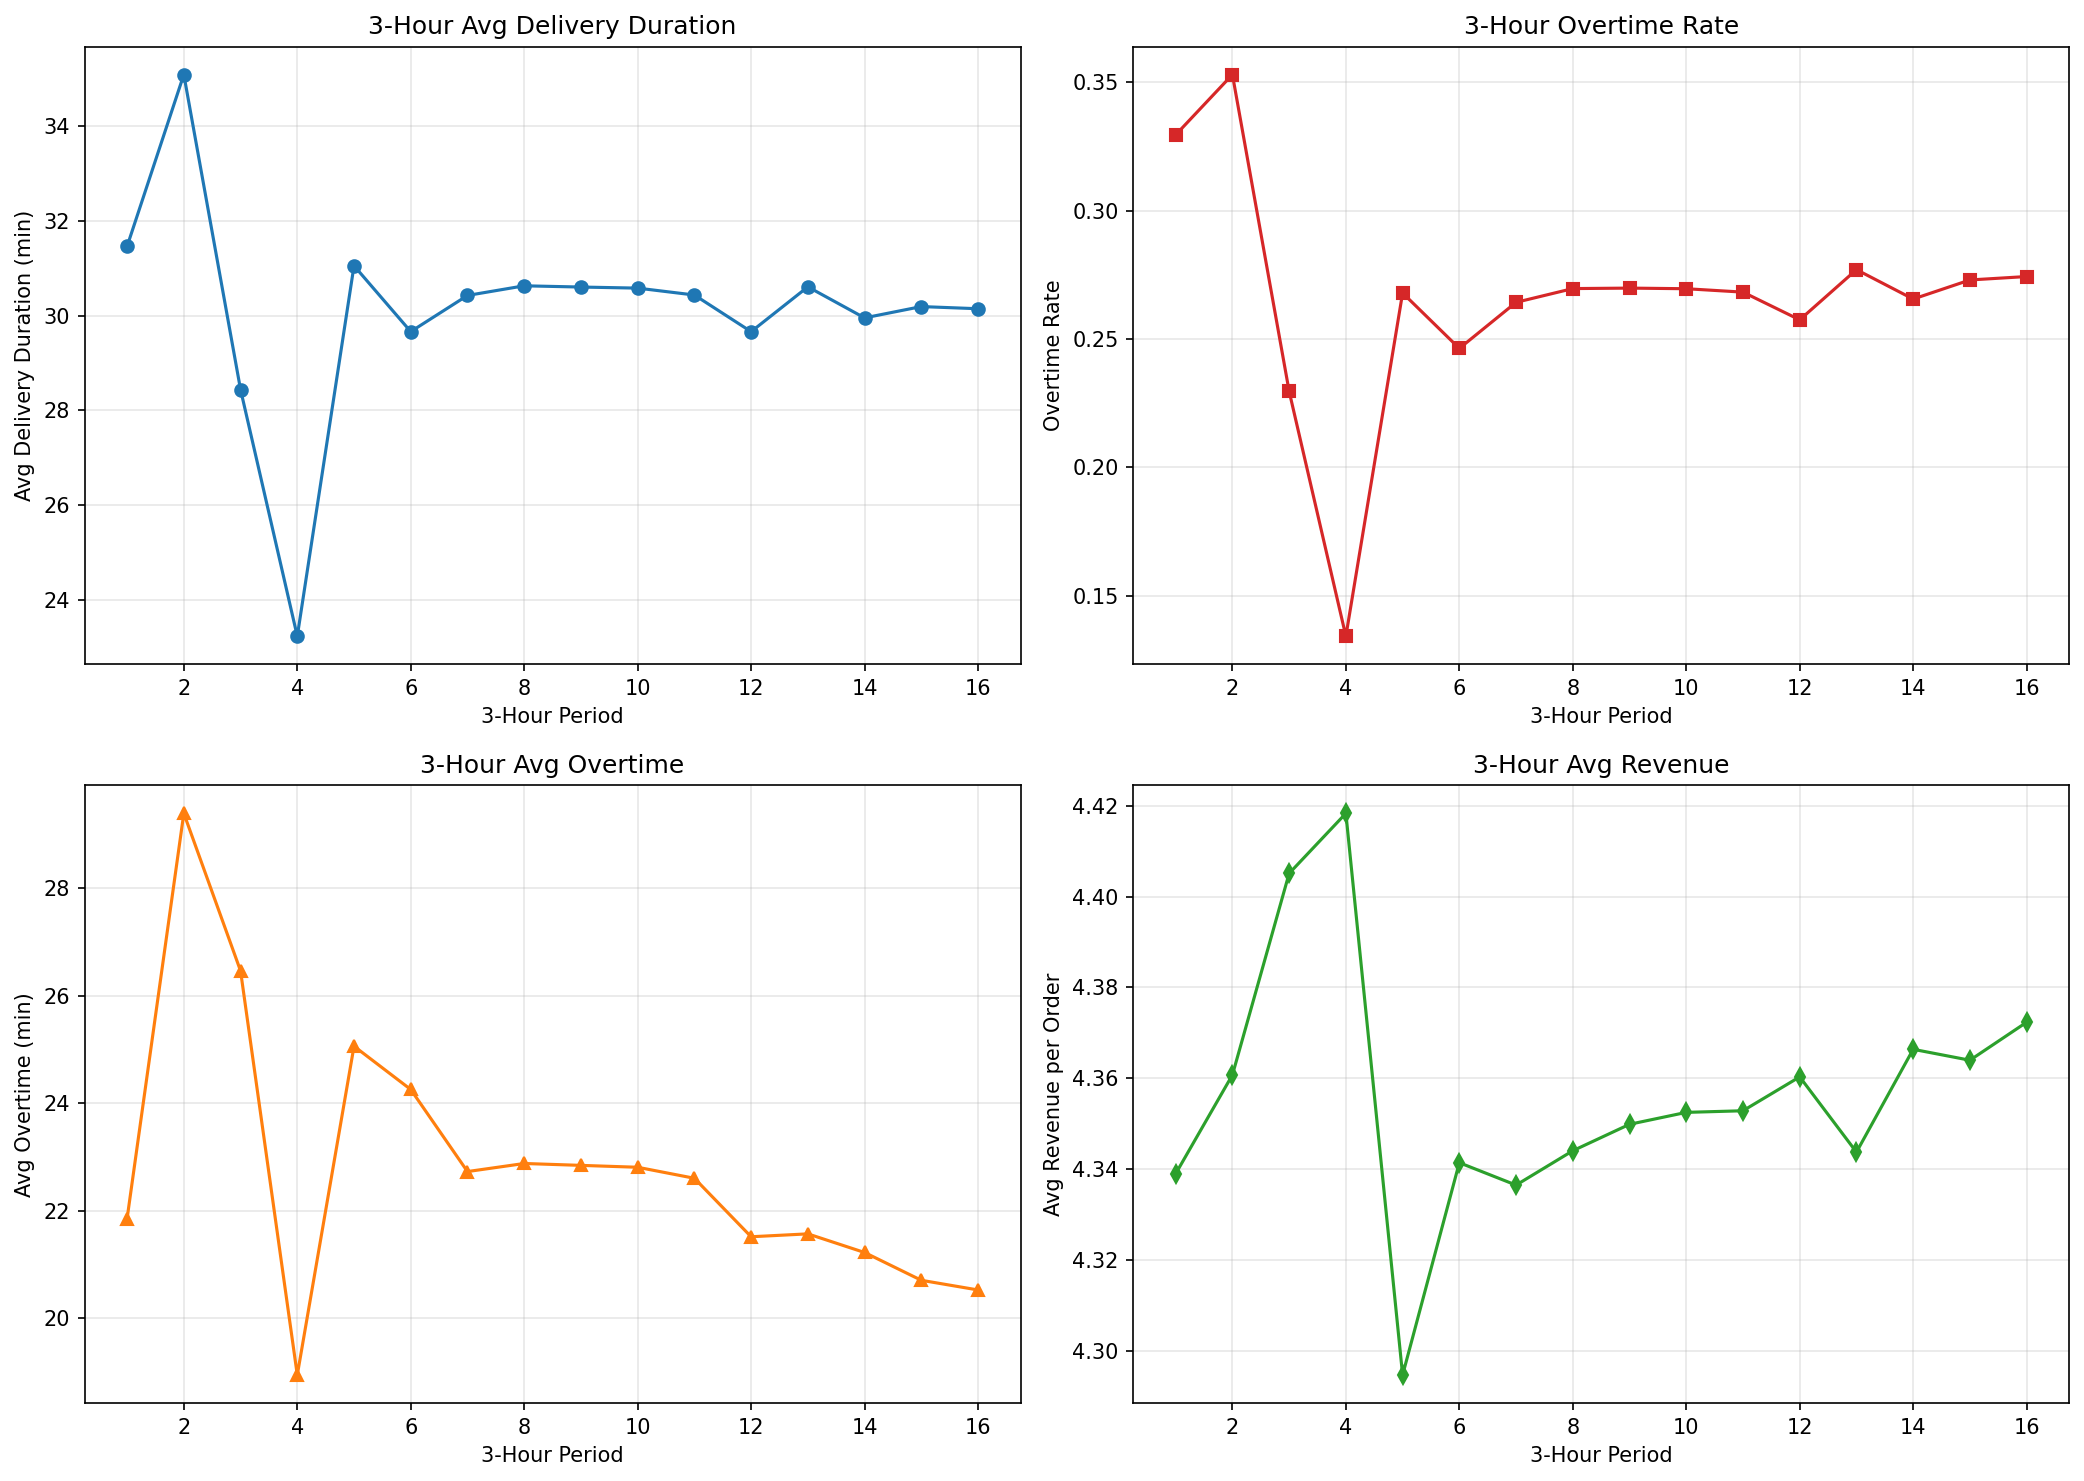 3-Hour Avg Delivery Duration
Avg Delivery Duration (min)
34
32
30
28
26
24
2 4 6 8 10 12 14 16
3-Hour Period
3-Hour Overtime Rate
Overtime Rate
0.35
0.30
0.25
0.20
0.15
2 4 6 8 10 12 14 16
3-Hour Period
3-Hour Avg Overtime
Avg Overtime (min)
28
26
24
22
20
2 4 6 8 10 12 14 16
3-Hour Period
3-Hour Avg Revenue
Avg Revenue per Order
4.42
4.40
4.38
4.36
4.34
4.32
4.30
2 4 6 8 10 12 14 16
3-Hour Period